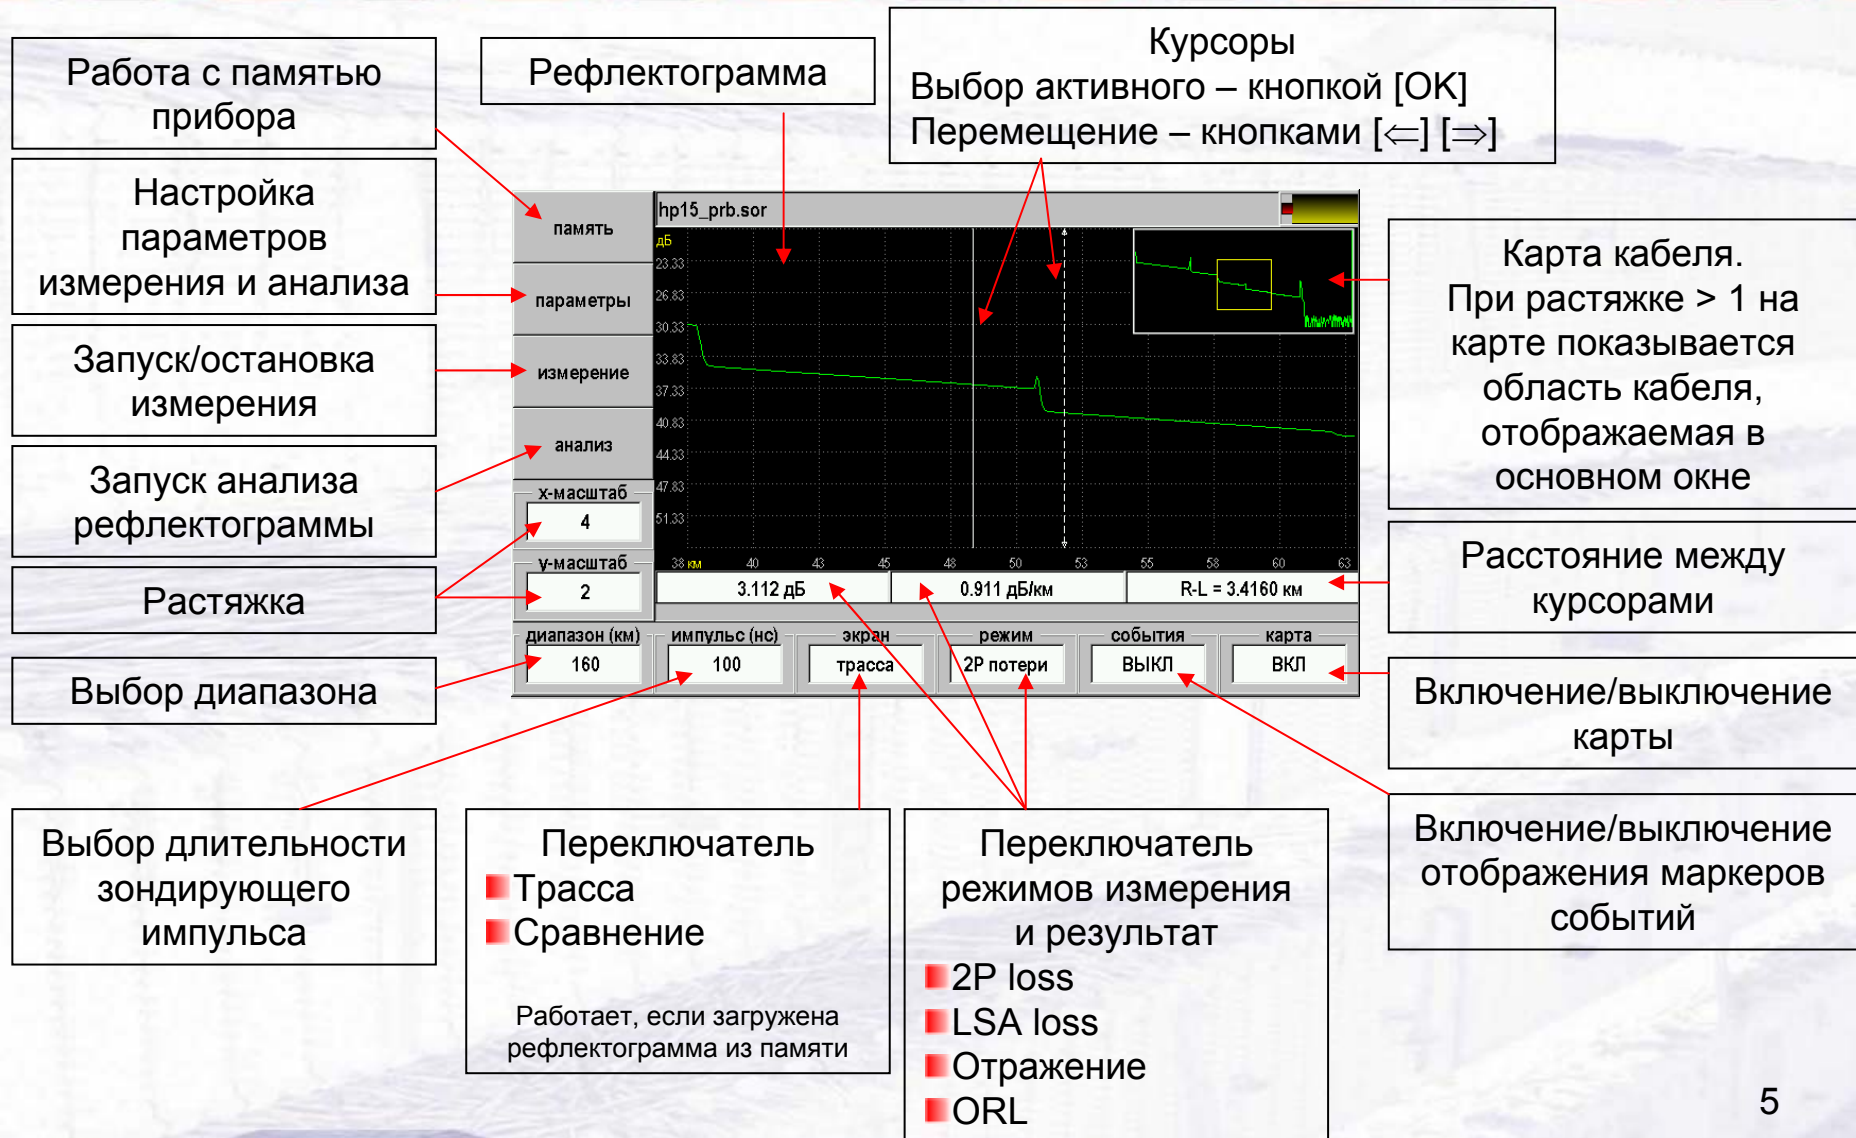 Работа с памятью
прибора
Рефлектограмма
Курсоры
Выбор активного – кнопкой [OK]
Перемещение – кнопками [⇐] [⇒]
Настройка
параметров
измерения и анализа
Запуск/остановка
измерения
Запуск анализа
рефлектограммы
Растяжка
Выбор диапазона
память
параметры
измерение
анализ
x-масштаб
4
y-масштаб
2
hp15_prb.sor
дБ
23.33
26.83
30.33
33.83
37.33
40.83
44.33
47.83
51.33
38 км 40 43 45 48 50 53 55 58 60 63
3.112 дБ 0.911 дБ/км R-L = 3.4160 км
диапазон (км) импульс (нс) экран режим события карта
160 100 трасса 2P потери ВЫКЛ ВКЛ
Карта кабеля.
При растяжке > 1 на
карте показывается
область кабеля,
отображаемая в
основном окне
Расстояние между
курсорами
Включение/выключение
карты
Включение/выключение
отображения маркеров
событий
Выбор длительности
зондирующего
импульса
Переключатель
Трасса
Сравнение
Работает, если загружена
рефлектограмма из памяти
Переключатель
режимов измерения
и результат
2P loss
LSA loss
Отражение
ORL
5